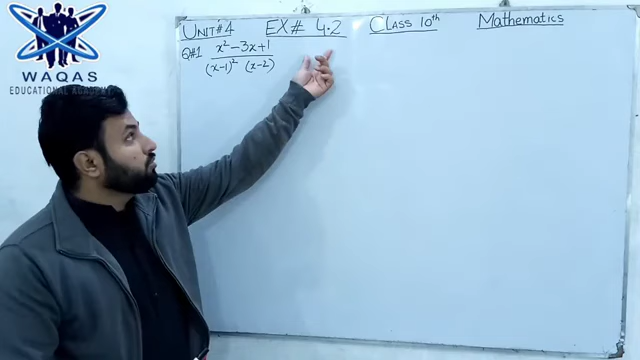 WAQAS
EDUCATIONAL ACADEMY
UNIT#4 EX# 4.2 CLASS 10th Mathematics
Q#1 x² − 3x + 1
(x−1)² (x−2)